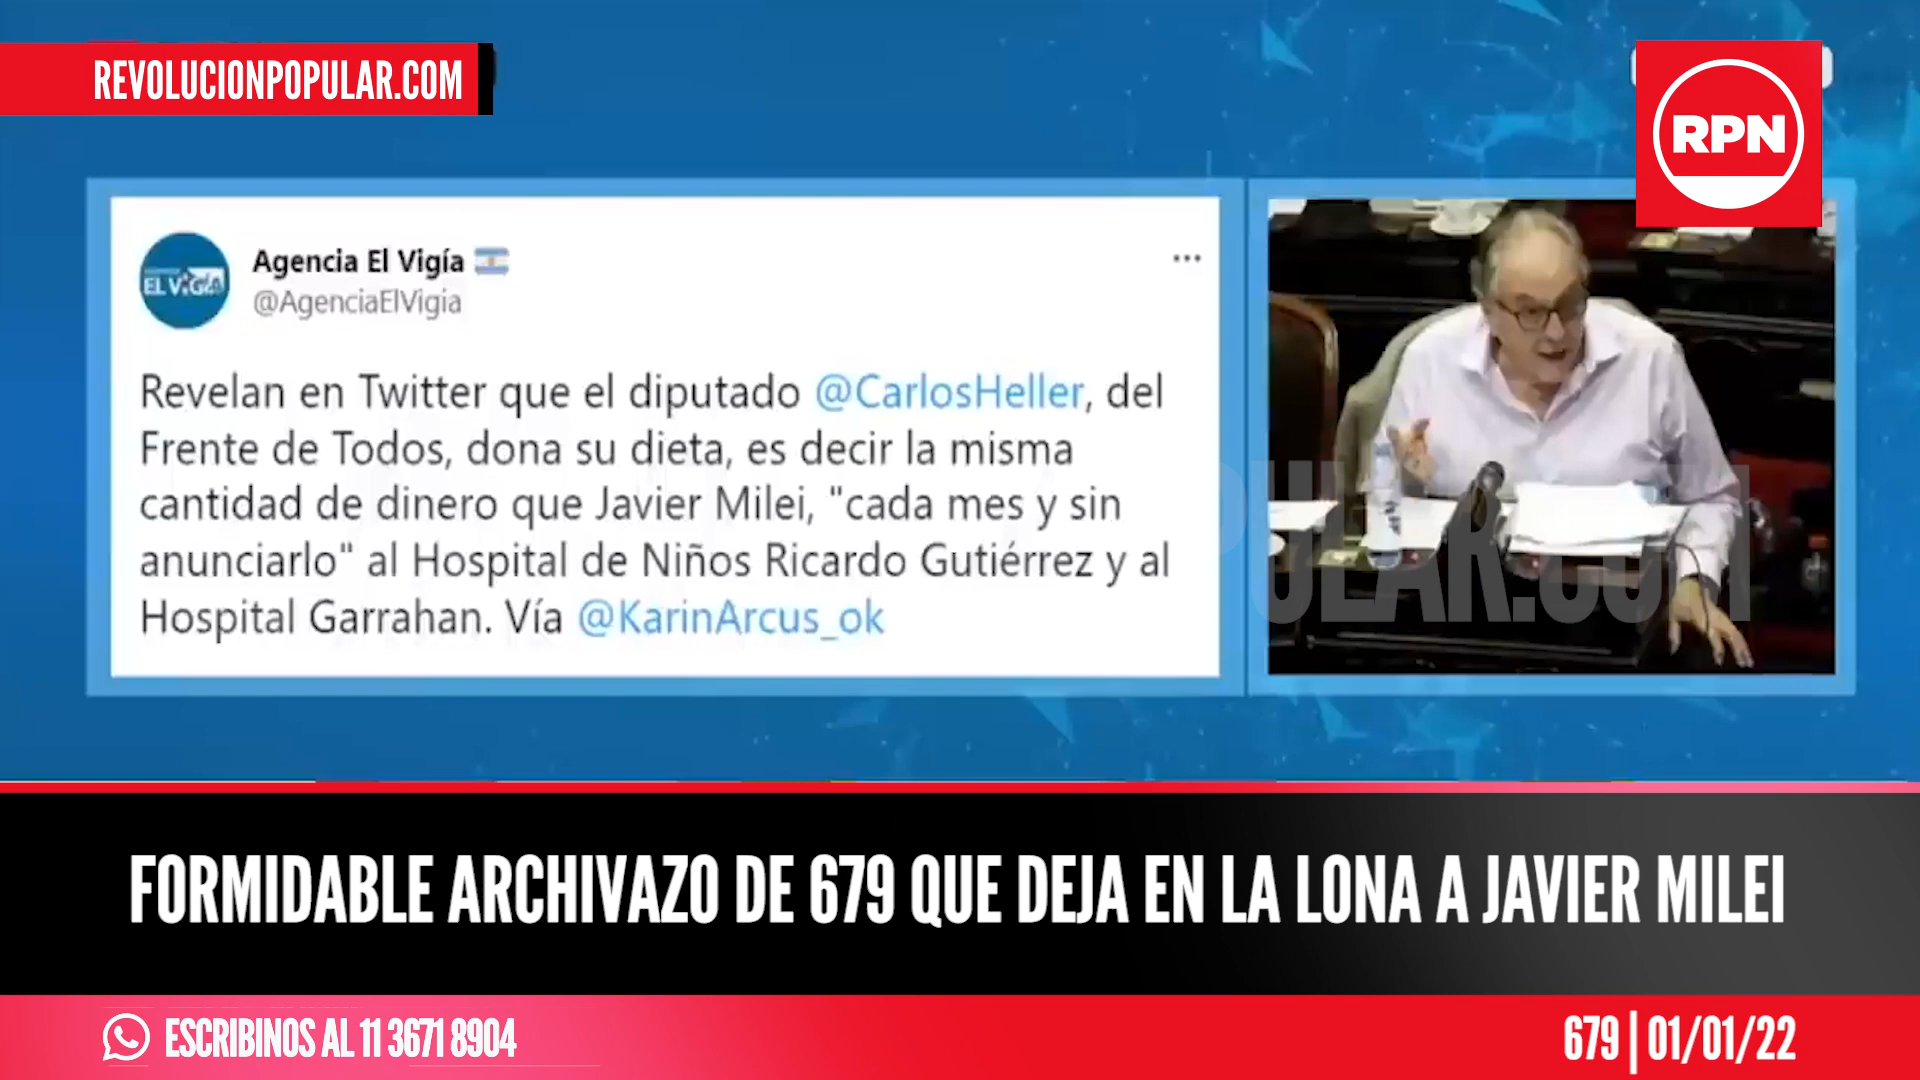 REVOLUCIONPOPULAR.COM
RPN
EL VIGÍA
Agencia El Vigía
@AgenciaElVigia
Revelan en Twitter que el diputado @CarlosHeller, del
Frente de Todos, dona su dieta, es decir la misma
cantidad de dinero que Javier Milei, "cada mes y sin
anunciarlo" al Hospital de Niños Ricardo Gutiérrez y al
Hospital Garrahan. Vía @KarinArcus_ok
PULAR.COM
FORMIDABLE ARCHIVAZO DE 679 QUE DEJA EN LA LONA A JAVIER MILEI
ESCRIBINOS AL 11 3671 8904
679 | 01/01/22